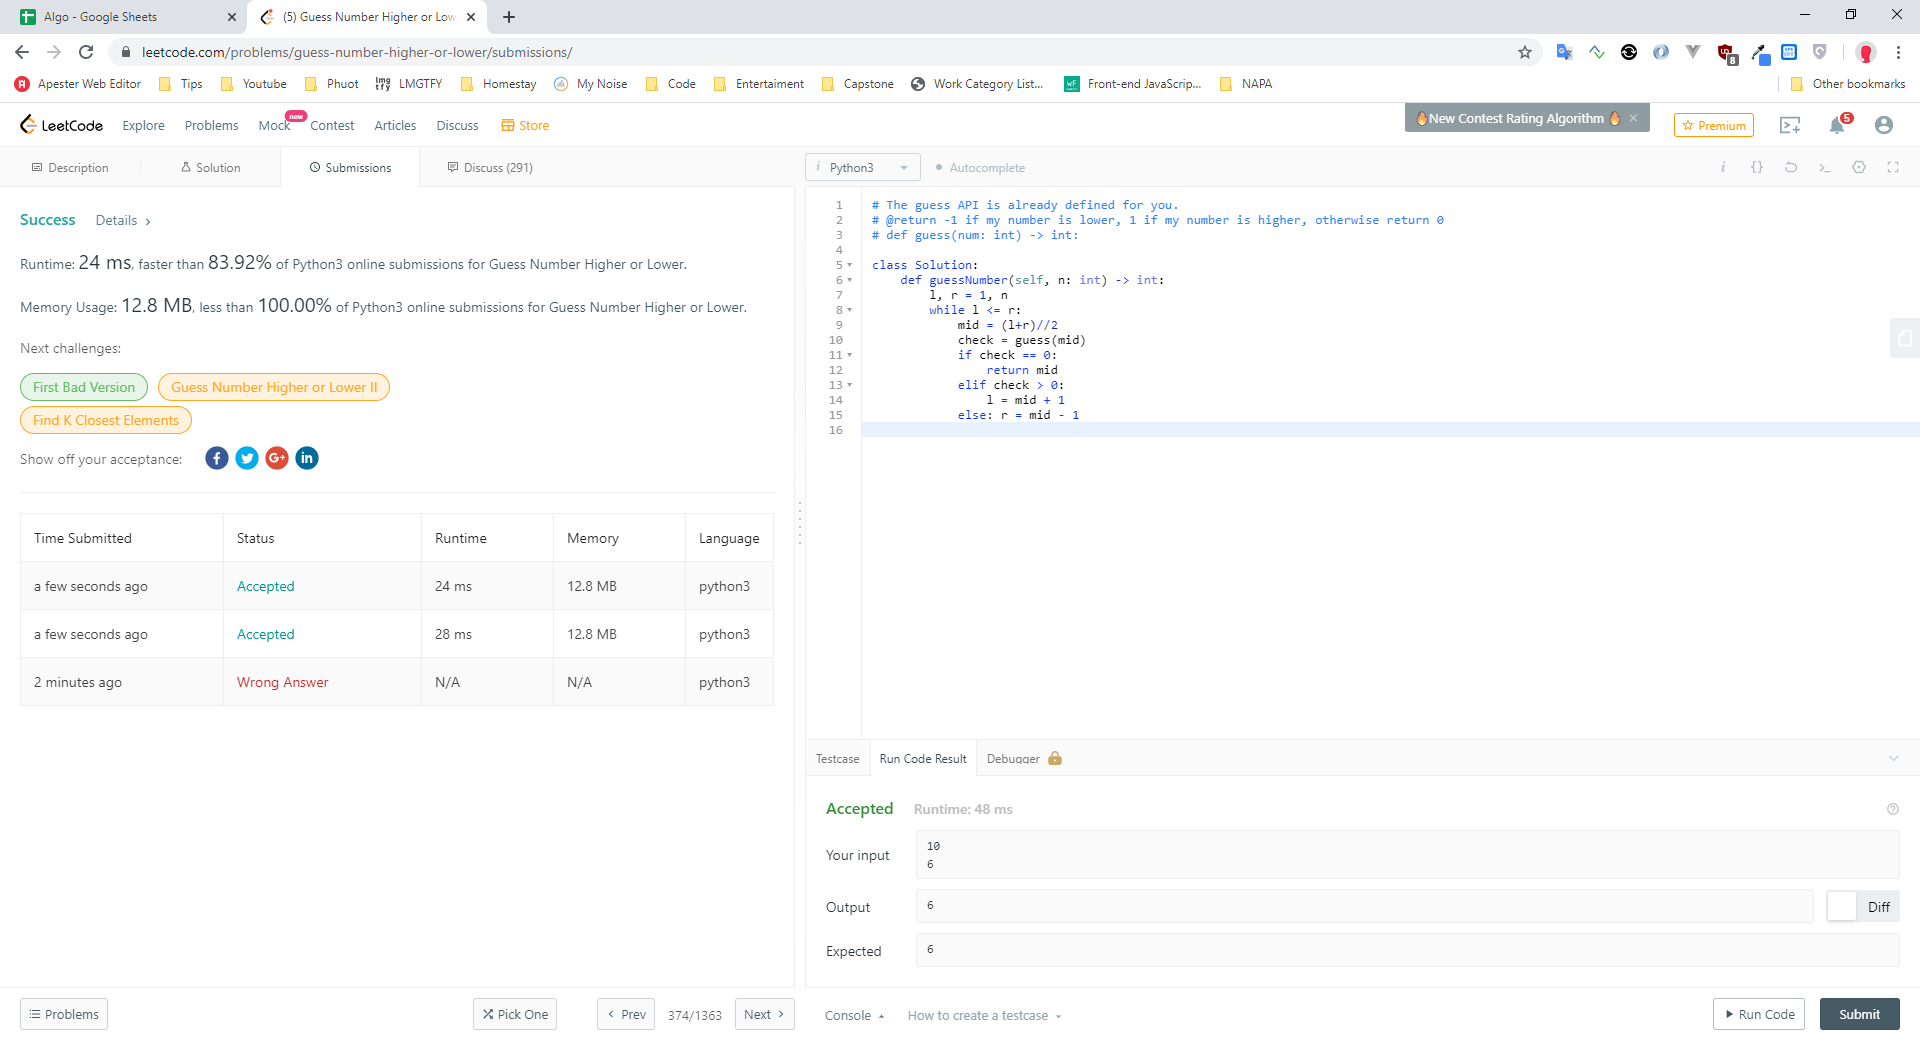 Algo - Google Sheets
(5) Guess Number Higher or Low
leetcode.com/problems/guess-number-higher-or-lower/submissions/
8
Apester Web Editor Tips Youtube Phuot LMGTFY Homestay My Noise Code Entertaiment Capstone Work Category List... Front-end JavaScrip... NAPA Other bookmarks
LeetCode Explore Problems Mock new Contest Articles Discuss Store
New Contest Rating Algorithm
Premium
5
Description Solution Submissions Discuss (291)
Python3 Autocomplete
Success Details
Runtime: 24 ms, faster than 83.92% of Python3 online submissions for Guess Number Higher or Lower.
Memory Usage: 12.8 MB, less than 100.00% of Python3 online submissions for Guess Number Higher or Lower.
Next challenges:
First Bad Version Guess Number Higher or Lower II
Find K Closest Elements
Show off your acceptance:
Time Submitted Status Runtime Memory Language
a few seconds ago Accepted 24 ms 12.8 MB python3
a few seconds ago Accepted 28 ms 12.8 MB python3
2 minutes ago Wrong Answer N/A N/A python3
1 # The guess API is already defined for you.
2 # @return -1 if my number is lower, 1 if my number is higher, otherwise return 0
3 # def guess(num: int) -> int:
4
5 class Solution:
6     def guessNumber(self, n: int) -> int:
7         l, r = 1, n
8         while l <= r:
9             mid = (l+r)//2
10             check = guess(mid)
11             if check == 0:
12                 return mid
13             elif check > 0:
14                 l = mid + 1
15             else: r = mid - 1
16
Testcase Run Code Result Debugger
Accepted Runtime: 48 ms
Your input
10
6
Output 6 Diff
Expected 6
Problems Pick One Prev 374/1363 Next Console How to create a testcase Run Code Submit